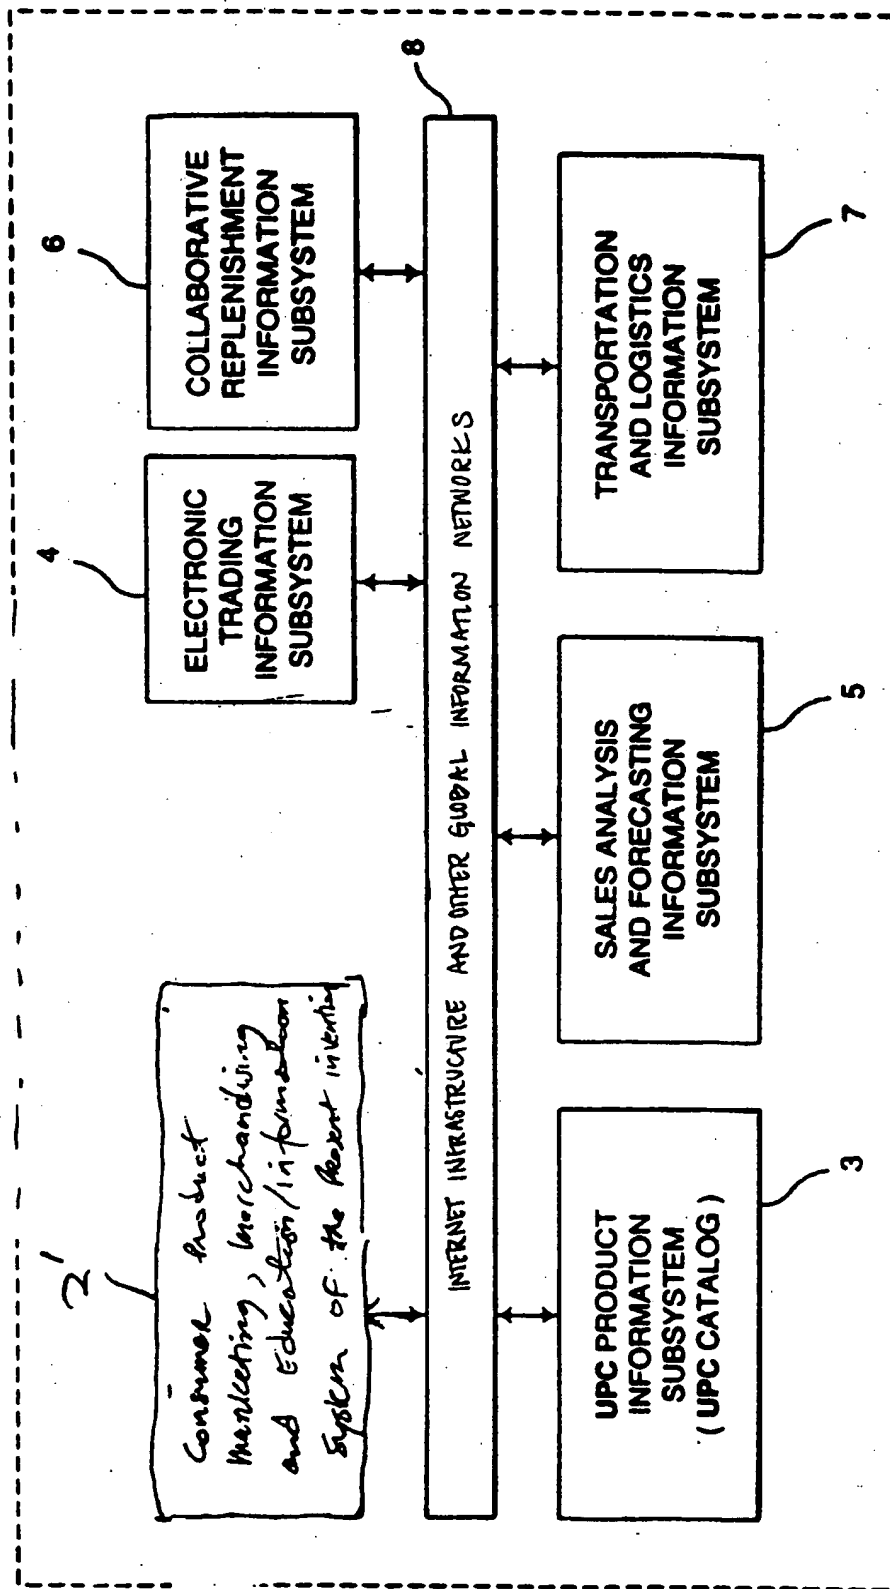 2'
Consumer Product
Marketing, Merchandising
and Education/information
System of the Present invention
4
ELECTRONIC
TRADING
INFORMATION
SUBSYSTEM
6
COLLABORATIVE
REPLENISHMENT
INFORMATION
SUBSYSTEM
INTERNET INFRASTRUCTURE AND OTHER GLOBAL INFORMATION NETWORKS
8
UPC PRODUCT
INFORMATION
SUBSYSTEM
(UPC CATALOG)
3
SALES ANALYSIS
AND FORECASTING
INFORMATION
SUBSYSTEM
5
TRANSPORTATION
AND LOGISTICS
INFORMATION
SUBSYSTEM
7